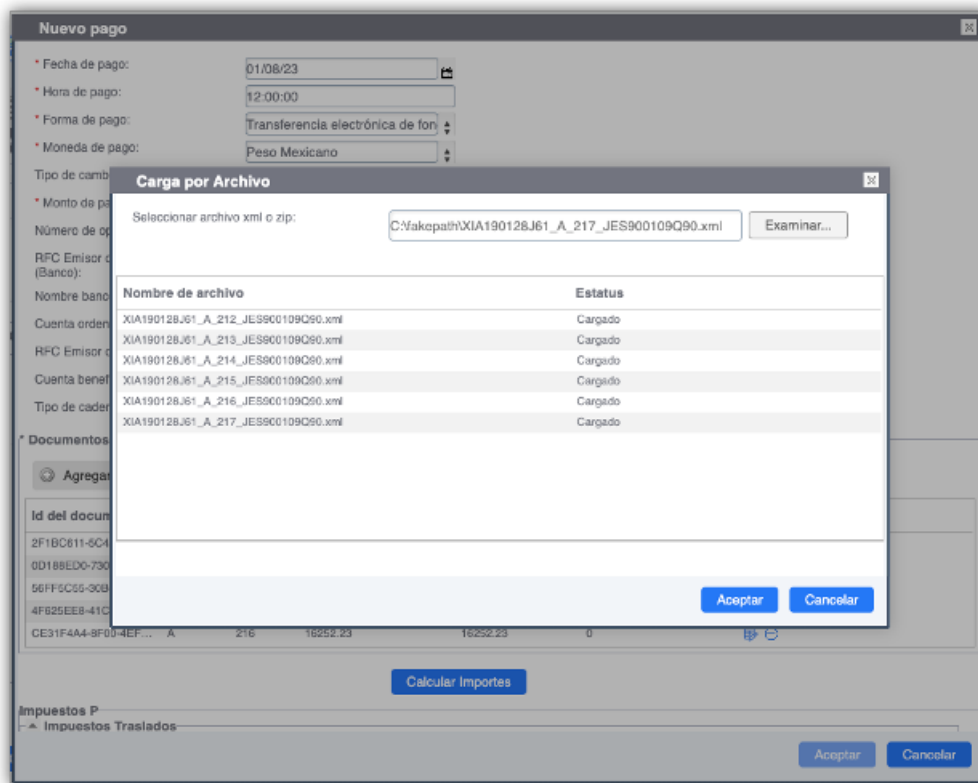 Nuevo pago
* Fecha de pago: 01/08/23
* Hora de pago: 12:00:00
* Forma de pago: Transferencia electrónica de fon
* Moneda de pago: Peso Mexicano
Tipo de camb
* Monto de pa
Número de op
RFC Emisor
(Banco):
Nombre banc
Cuenta orden
RFC Emisor
Cuenta benef
Tipo de cader
* Documentos
Agregar
Id del docum
2F1BC611-5C4
0D188ED0-730
56FF5C55-30B
4F625EE8-41C
CE31F4A4-8F00-4EF... A 216 16252.23 16252.23 0
Calcular Importes
Impuestos P
Impuestos Traslados
Aceptar Cancelar
Carga por Archivo
Seleccionar archivo xml o zip: C:\fakepath\XIA190128J61_A_217_JES900109Q90.xml Examinar...
Nombre de archivo Estatus
XIA190128J61_A_212_JES900109Q90.xml Cargado
XIA190128J61_A_213_JES900109Q90.xml Cargado
XIA190128J61_A_214_JES900109Q90.xml Cargado
XIA190128J61_A_215_JES900109Q90.xml Cargado
XIA190128J61_A_216_JES900109Q90.xml Cargado
XIA190128J61_A_217_JES900109Q90.xml Cargado
Aceptar Cancelar